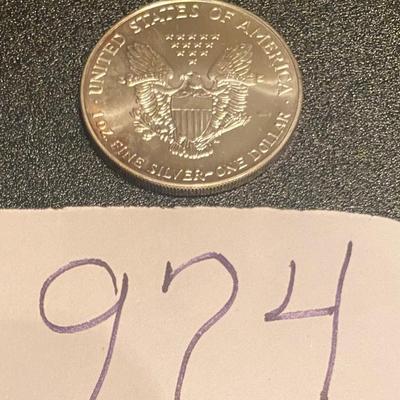 UNITED STATES OF AMERICA
1 OZ. FINE SILVER~ONE DOLLAR
974